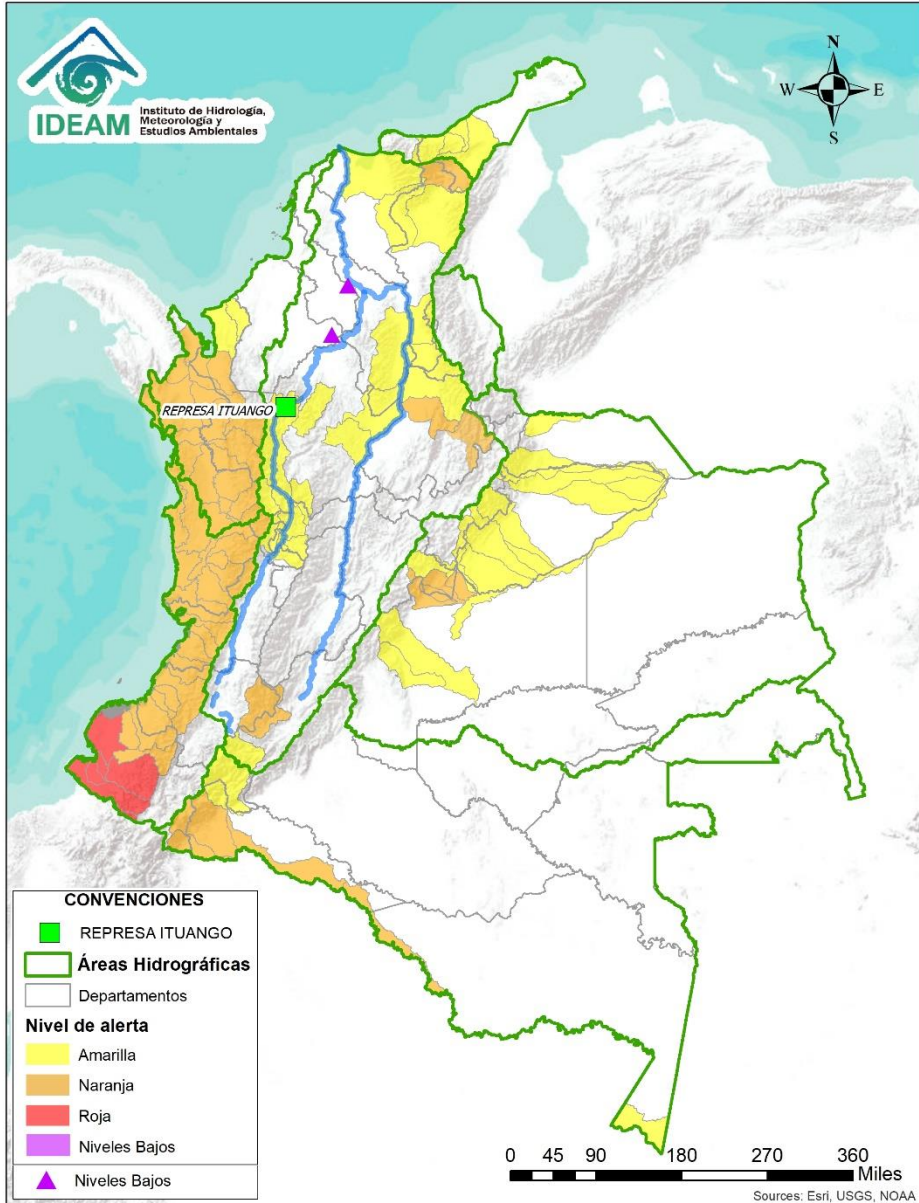 IDEAM
Instituto de Hidrología,
Meteorología y
Estudios Ambientales
N
W
E
S
REPRESA ITUANGO
CONVENCIONES
REPRESA ITUANGO
Áreas Hidrográficas
Departamentos
Nivel de alerta
Amarilla
Naranja
Roja
Niveles Bajos
Niveles Bajos
0 45 90 180 270 360
Miles
Sources: Esri, USGS, NOAA